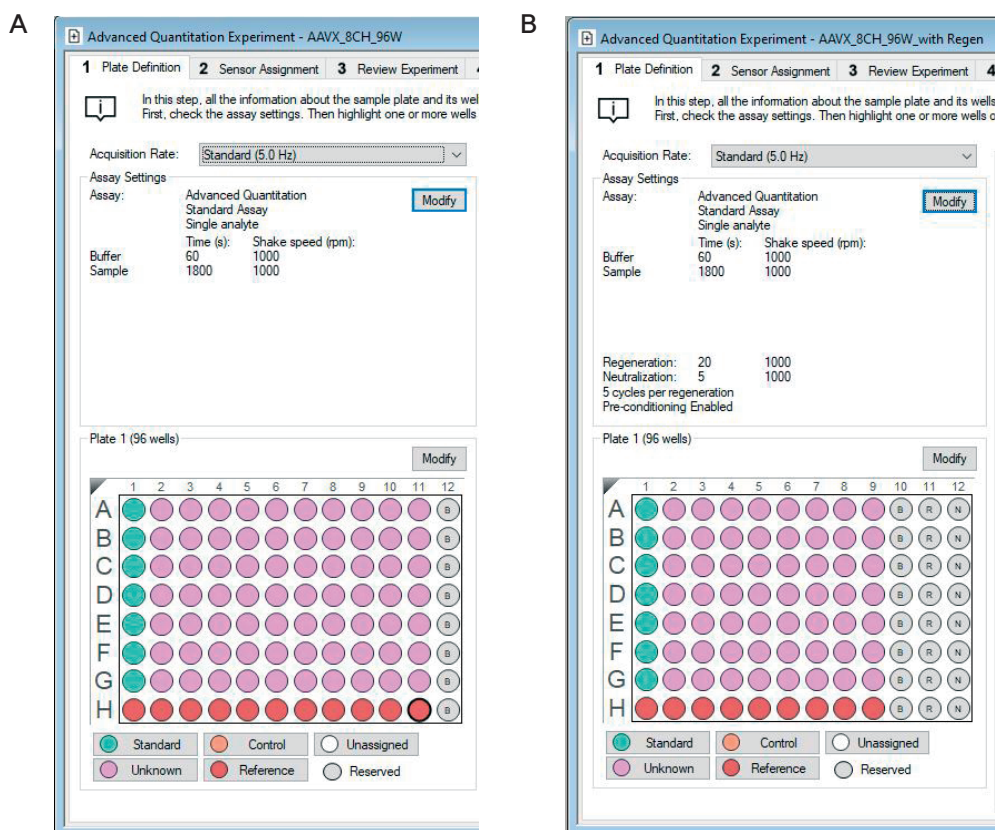 A
Advanced Quantitation Experiment - AAVX_8CH_96W
1 Plate Definition 2 Sensor Assignment 3 Review Experiment
In this step, all the information about the sample plate and its wel
First, check the assay settings. Then highlight one or more wells
Acquisition Rate: Standard (5.0 Hz)
Assay Settings
Assay: Advanced Quantitation Modify
Standard Assay
Single analyte
Time (s): Shake speed (rpm):
Buffer 60 1000
Sample 1800 1000
Plate 1 (96 wells)
Modify
1 2 3 4 5 6 7 8 9 10 11 12
A B
B B
C B
D B
E B
F B
G B
H B
Standard Control Unassigned
Unknown Reference Reserved
B
Advanced Quantitation Experiment - AAVX_8CH_96W_with Regen
1 Plate Definition 2 Sensor Assignment 3 Review Experiment 4
In this step, all the information about the sample plate and its wells
First, check the assay settings. Then highlight one or more wells o
Acquisition Rate: Standard (5.0 Hz)
Assay Settings
Assay: Advanced Quantitation Modify
Standard Assay
Single analyte
Time (s): Shake speed (rpm):
Buffer 60 1000
Sample 1800 1000
Regeneration: 20 1000
Neutralization: 5 1000
5 cycles per regeneration
Pre-conditioning Enabled
Plate 1 (96 wells)
Modify
1 2 3 4 5 6 7 8 9 10 11 12
A B R N
B B R N
C B R N
D B R N
E B R N
F B R N
G B R N
H B R N
Standard Control Unassigned
Unknown Reference Reserved